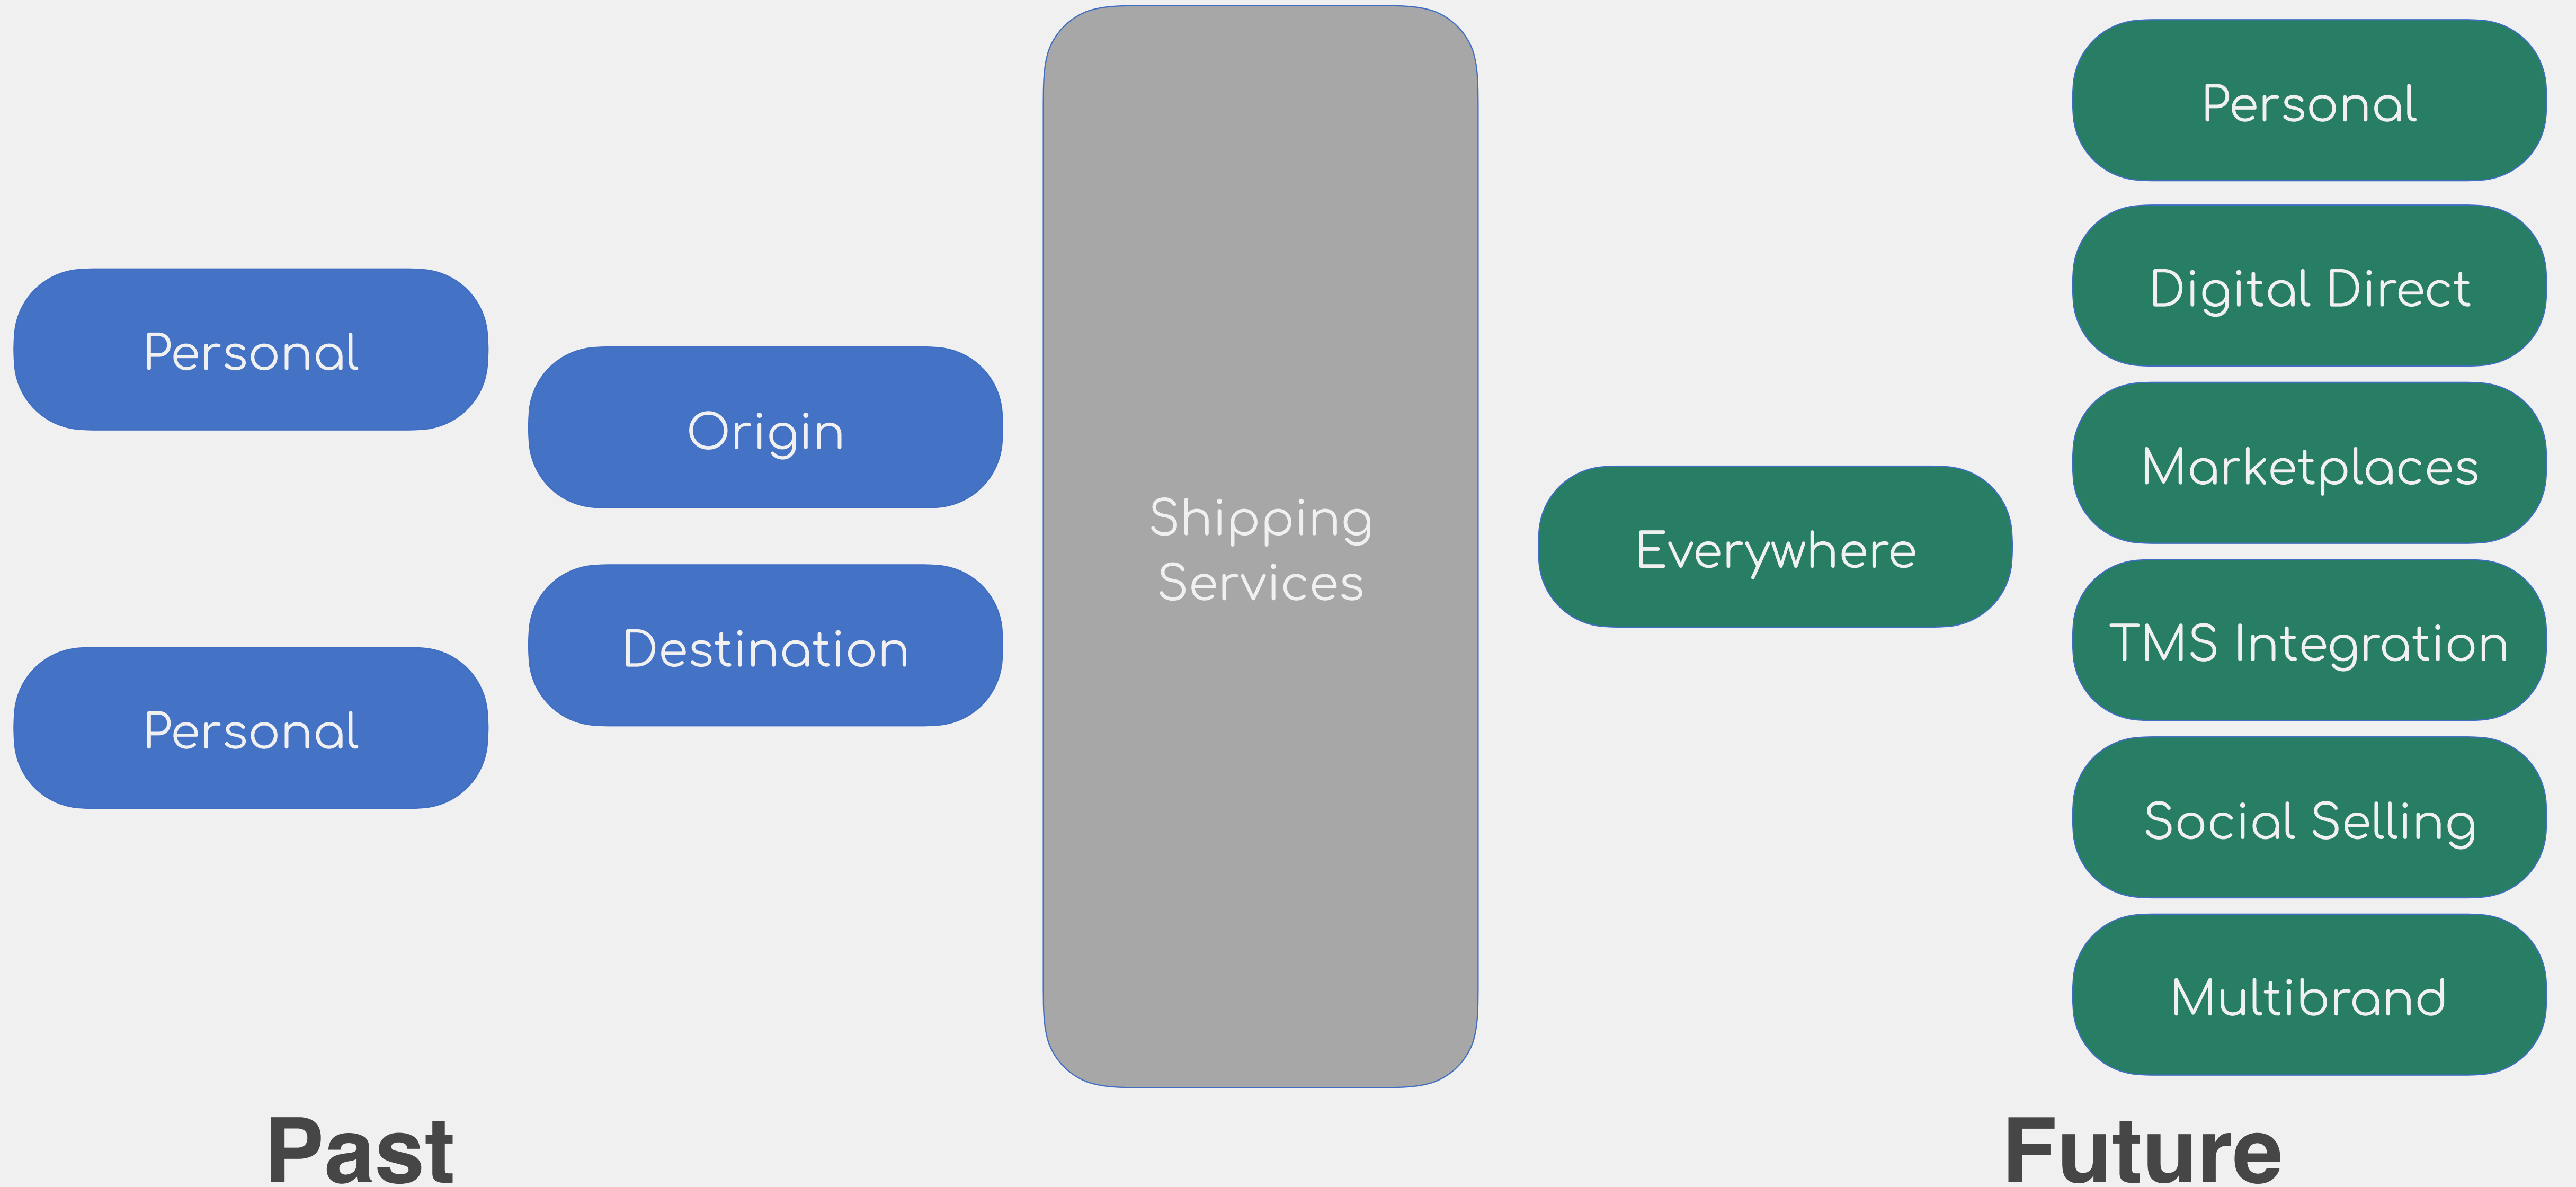 Personal
Personal
Origin
Destination
Shipping
Services
Everywhere
Personal
Digital Direct
Marketplaces
TMS Integration
Social Selling
Multibrand
Past
Future